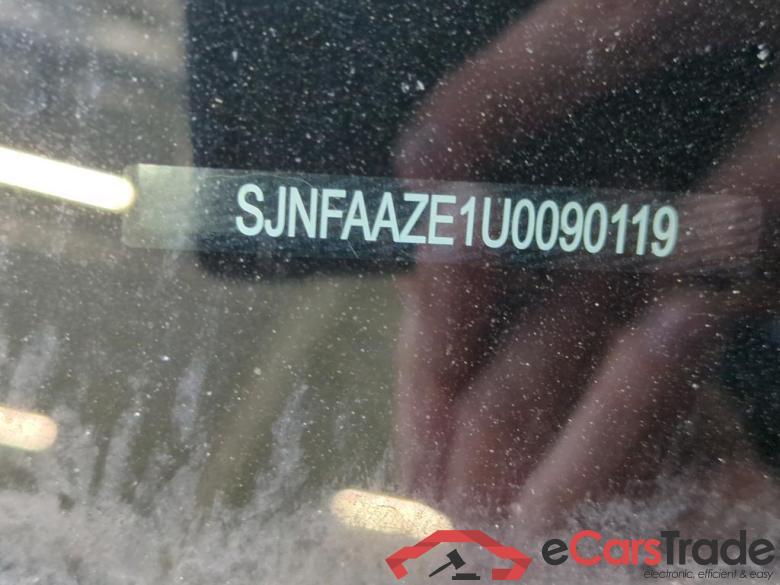 SJNFAAZE1U0090119
eCarsTrade
electronic, efficient & easy